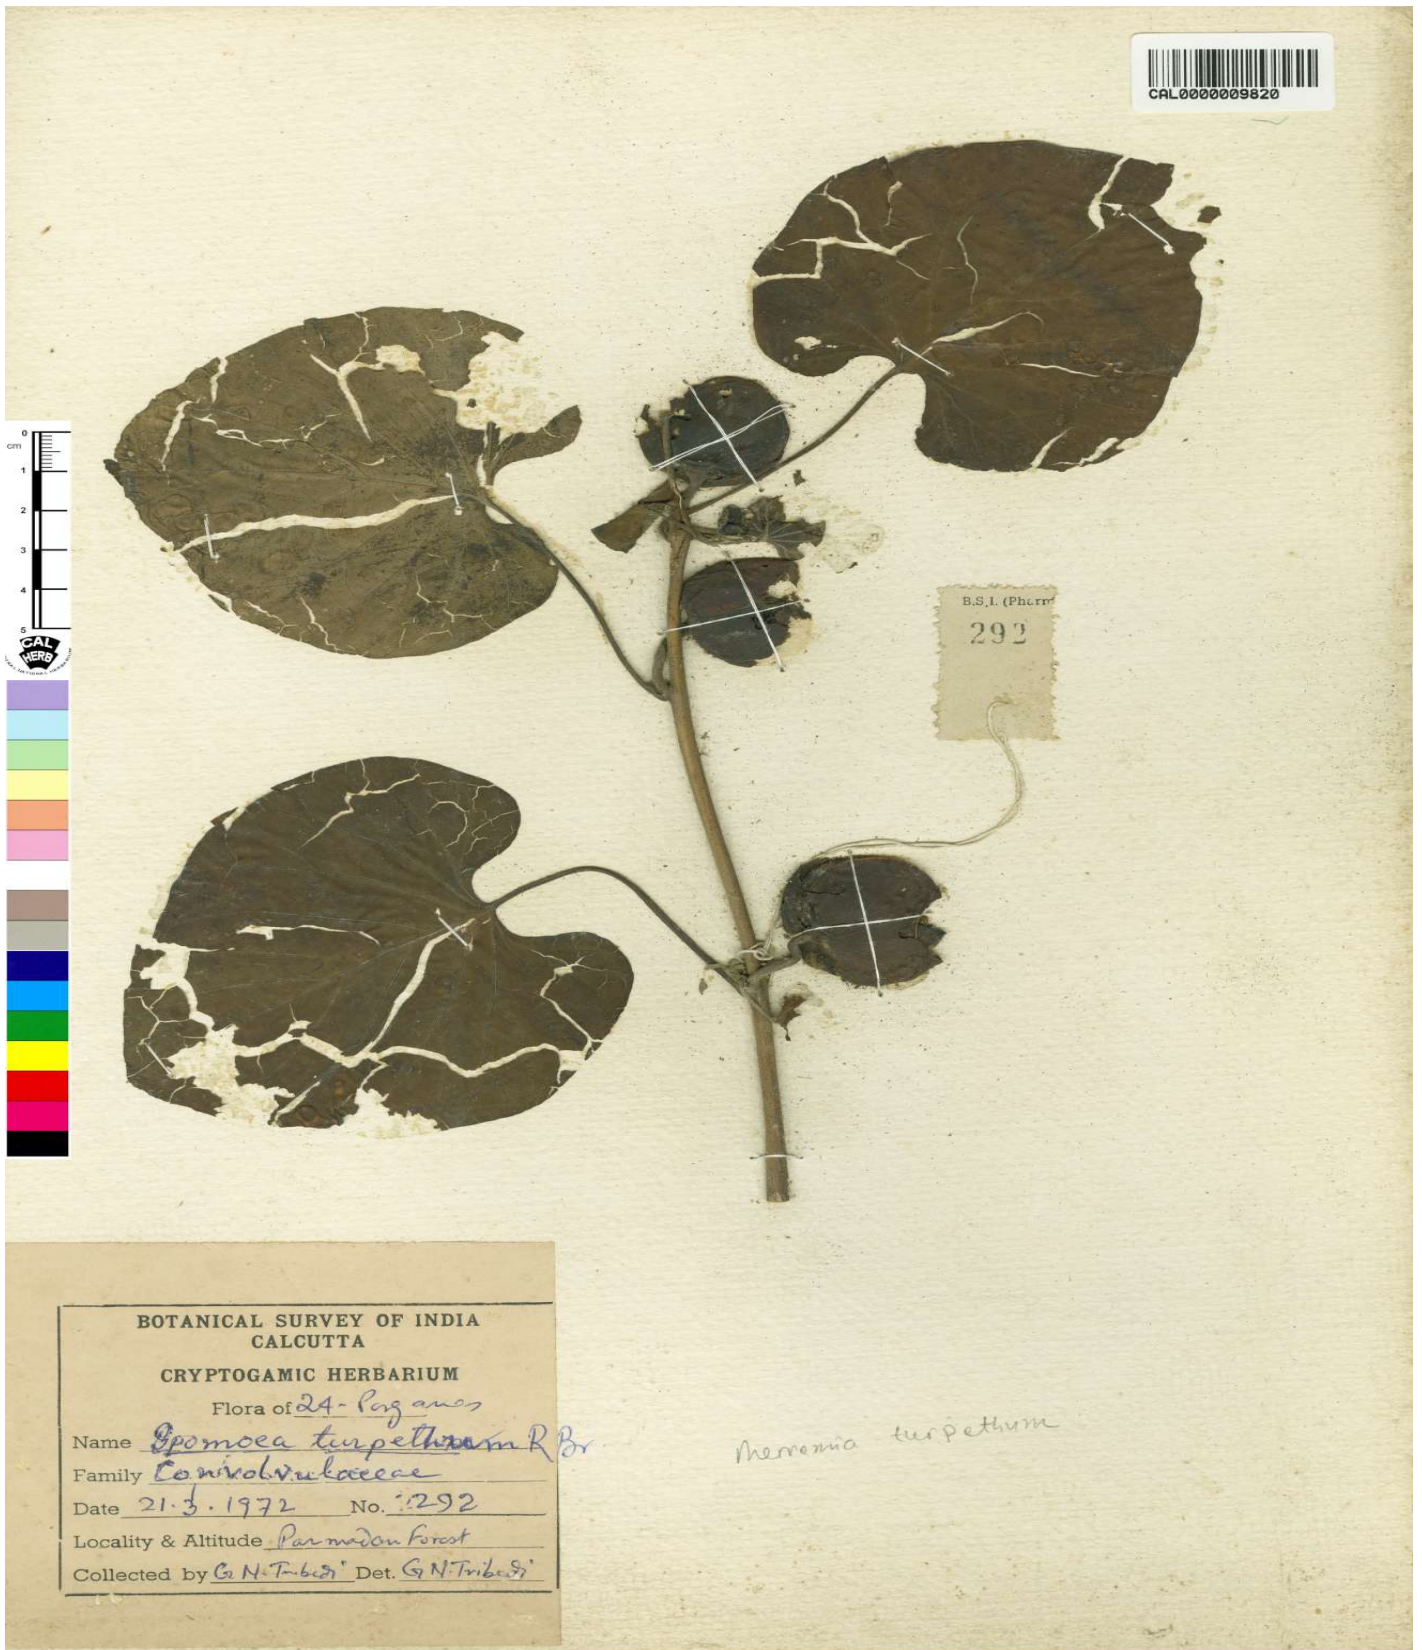 CAL0000009820
0
cm
1
2
3
4
5
CAL
HERB
B.S.I. (Pharm
292
BOTANICAL SURVEY OF INDIA
CALCUTTA
CRYPTOGAMIC HERBARIUM
Flora of 24-Parganas
Name Ipomoea turpethum R Br.
Family Convolvulaceae
Date 21.3.1972 No. 292
Locality & Altitude Parmadan Forest
Collected by G N. Tribedi Det. G N. Tribedi
Merremia turpethum